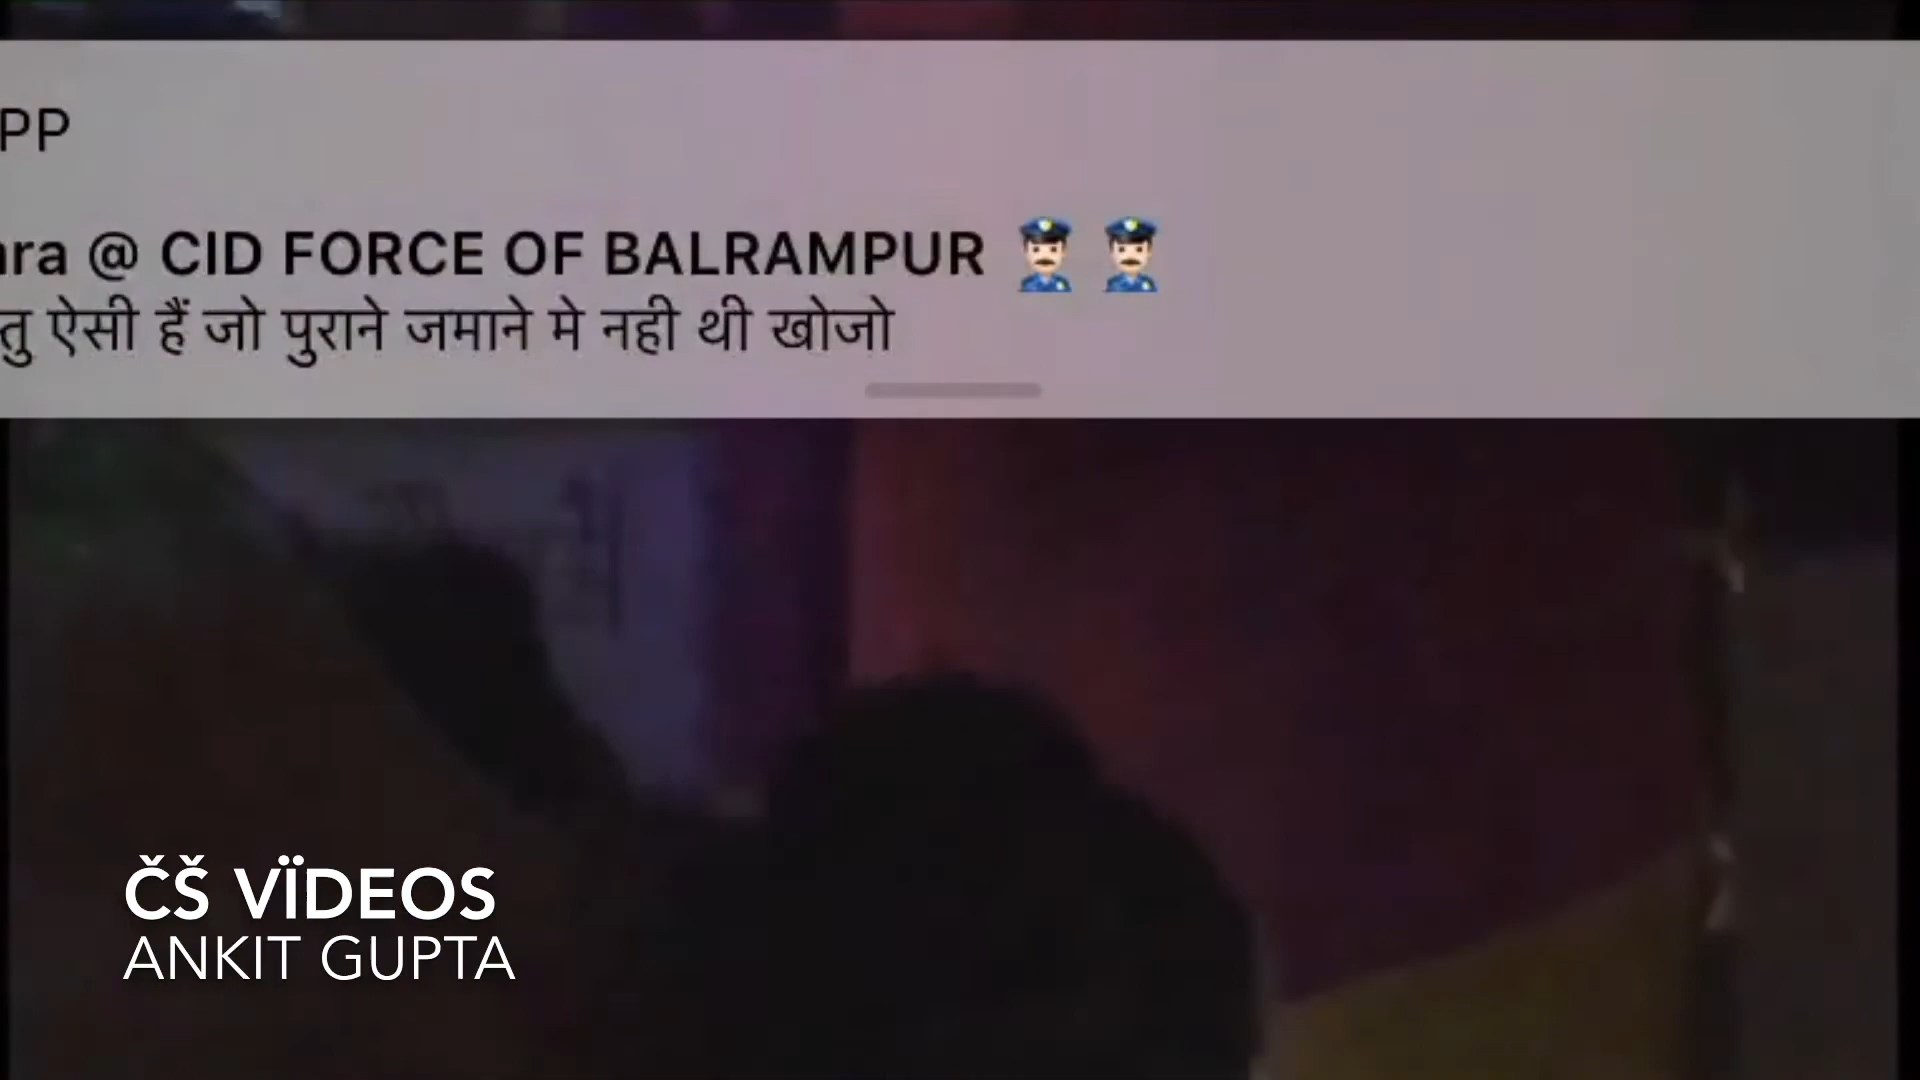 PP
ara @ CID FORCE OF BALRAMPUR 👮🏻‍♂️ 👮🏻‍♂️
तु ऐसी हैं जो पुराने जमाने मे नही थी खोजो
ČŠ VÏDEOS
ANKIT GUPTA